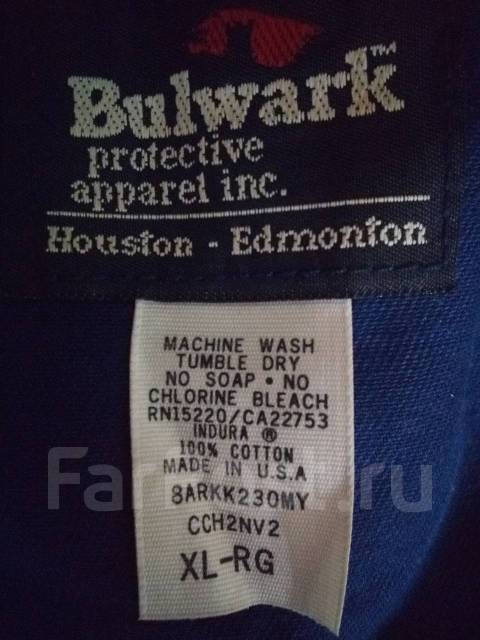 Bulwark™
protective
apparel inc.
Houston - Edmonton
MACHINE WASH
TUMBLE DRY
NO SOAP • NO
CHLORINE BLEACH
RN15220/CA22753
INDURA ®
100% COTTON
MADE IN U.S.A
8ARKK230MY
CCH2NV2
XL-RG